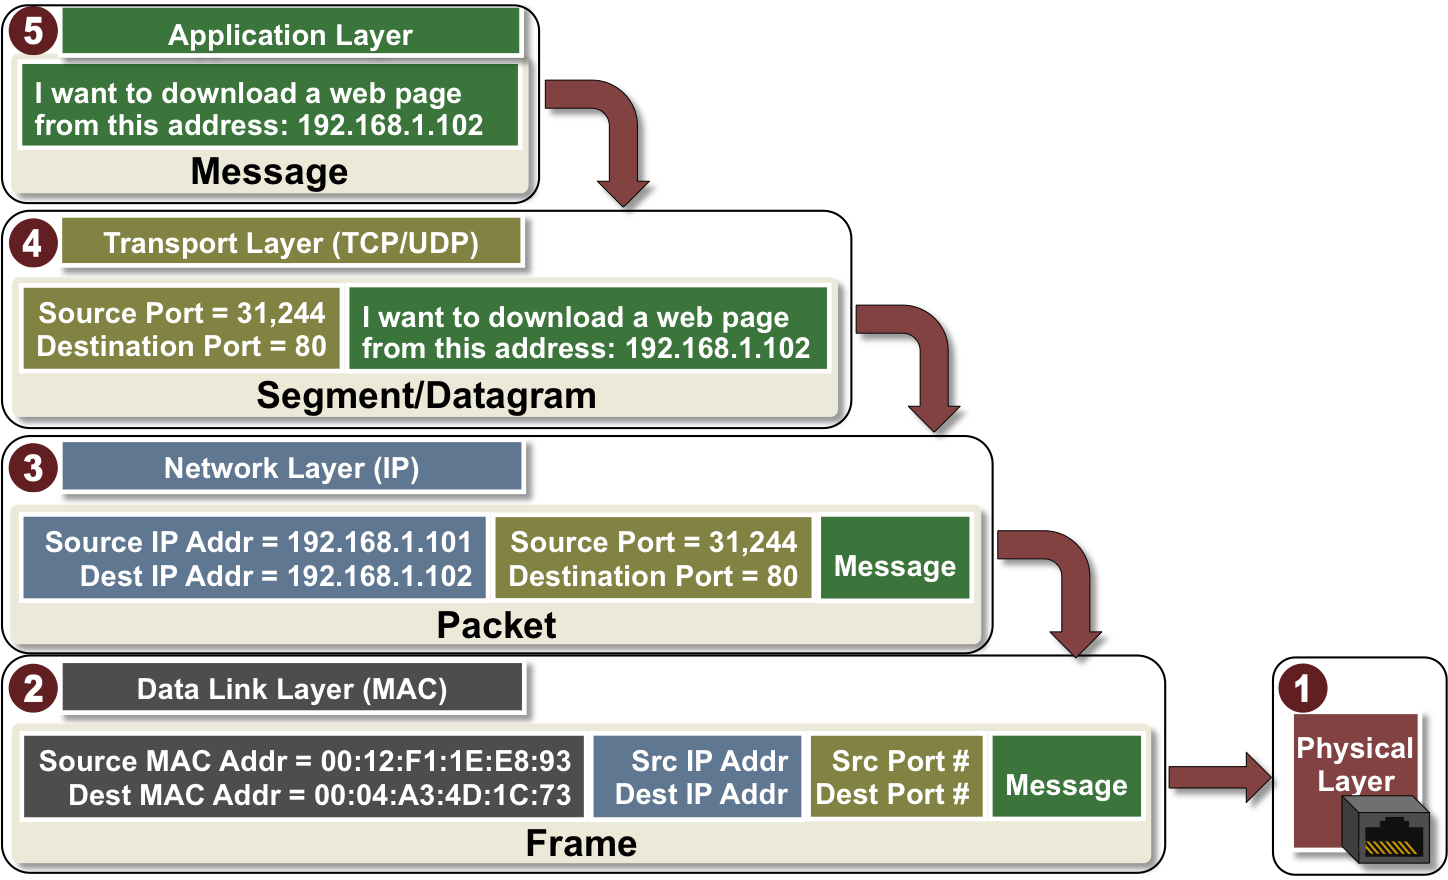 5
Application Layer
I want to download a web page
from this address: 192.168.1.102
Message
4
Transport Layer (TCP/UDP)
Source Port = 31,244
Destination Port = 80
I want to download a web page
from this address: 192.168.1.102
Segment/Datagram
3
Network Layer (IP)
Source IP Addr = 192.168.1.101
Dest IP Addr = 192.168.1.102
Source Port = 31,244
Destination Port = 80
Message
Packet
2
Data Link Layer (MAC)
Source MAC Addr = 00:12:F1:1E:E8:93
Dest MAC Addr = 00:04:A3:4D:1C:73
Src IP Addr
Dest IP Addr
Src Port #
Dest Port #
Message
Frame
1
Physical
Layer